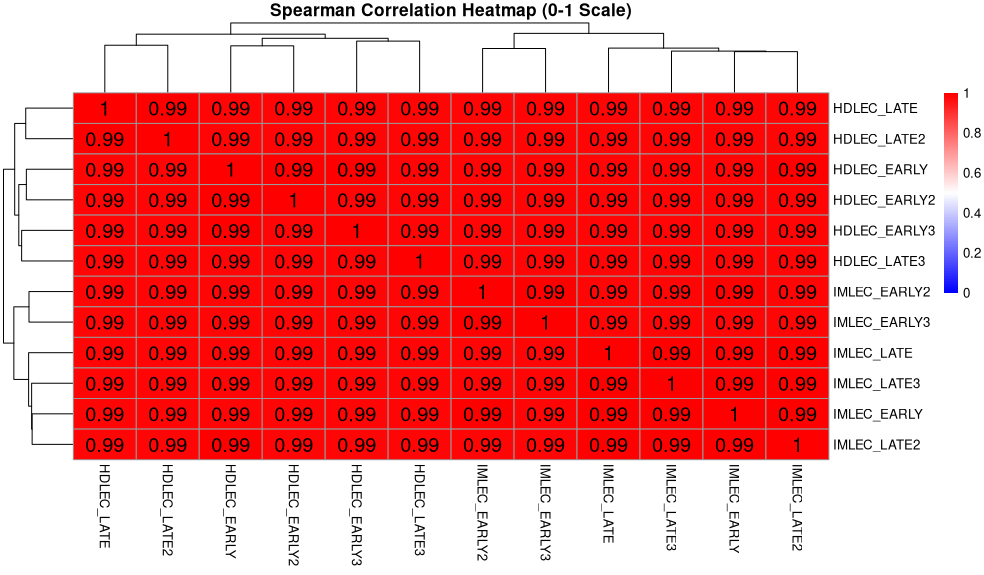 Spearman Correlation Heatmap (0-1 Scale)
1 0.99 0.99 0.99 0.99 0.99 0.99 0.99 0.99 0.99 0.99 0.99 HDLEC_LATE
0.99 1 0.99 0.99 0.99 0.99 0.99 0.99 0.99 0.99 0.99 0.99 HDLEC_LATE2
0.99 0.99 1 0.99 0.99 0.99 0.99 0.99 0.99 0.99 0.99 0.99 HDLEC_EARLY
0.99 0.99 0.99 1 0.99 0.99 0.99 0.99 0.99 0.99 0.99 0.99 HDLEC_EARLY2
0.99 0.99 0.99 0.99 1 0.99 0.99 0.99 0.99 0.99 0.99 0.99 HDLEC_EARLY3
0.99 0.99 0.99 0.99 0.99 1 0.99 0.99 0.99 0.99 0.99 0.99 HDLEC_LATE3
0.99 0.99 0.99 0.99 0.99 0.99 1 0.99 0.99 0.99 0.99 0.99 IMLEC_EARLY2
0.99 0.99 0.99 0.99 0.99 0.99 0.99 1 0.99 0.99 0.99 0.99 IMLEC_EARLY3
0.99 0.99 0.99 0.99 0.99 0.99 0.99 0.99 1 0.99 0.99 0.99 IMLEC_LATE
0.99 0.99 0.99 0.99 0.99 0.99 0.99 0.99 0.99 1 0.99 0.99 IMLEC_LATE3
0.99 0.99 0.99 0.99 0.99 0.99 0.99 0.99 0.99 0.99 1 0.99 IMLEC_EARLY
0.99 0.99 0.99 0.99 0.99 0.99 0.99 0.99 0.99 0.99 0.99 1 IMLEC_LATE2
HDLEC_LATE
HDLEC_LATE2
HDLEC_EARLY
HDLEC_EARLY2
HDLEC_EARLY3
HDLEC_LATE3
IMLEC_EARLY2
IMLEC_EARLY3
IMLEC_LATE
IMLEC_LATE3
IMLEC_EARLY
IMLEC_LATE2
1
0.8
0.6
0.4
0.2
0